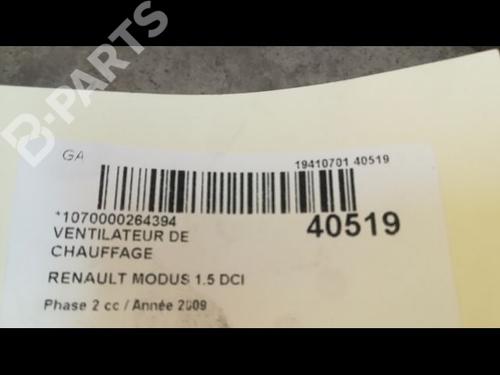 B-PARTS
GA
19410701 40519
*1070000264394
40519
VENTILATEUR DE
CHAUFFAGE
RENAULT MODUS 1.5 DCI
Phase 2 cc / Année 2009